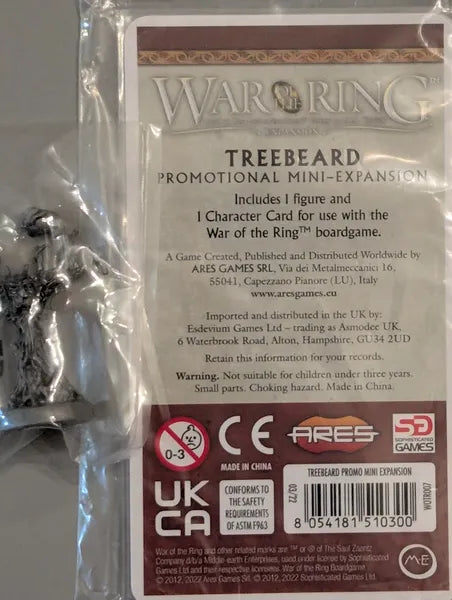 WAR OF THE RING™
EXPANSION
TREEBEARD
PROMOTIONAL MINI-EXPANSION
Includes 1 figure and
1 Character Card for use with the
War of the Ring™ boardgame.
A Game Created, Published and Distributed Worldwide by
ARES GAMES SRL, Via dei Metalmeccanici 16,
55041, Capezzano Pianore (LU), Italy
www.aresgames.eu
Imported and distributed in the UK by:
Esdevium Games Ltd – trading as Asmodee UK,
6 Waterbrook Road, Alton, Hampshire, GU34 2UD
Retain this information for your records.
Warning. Not suitable for children under three years.
Small parts. Choking hazard. Made in China.
0-3
CE
MADE IN CHINA
ARES
SG
SOPHISTICATED
GAMES
UK
CA
CONFORMS TO
THE SAFETY
REQUIREMENTS
OF ASTM F963
03/22
TREEBEARD PROMO MINI EXPANSION
8 054181 510300
WOTR007
War of the Ring and other related marks are ™ or ® of The Saul Zaentz
Company d/b/a Middle-earth Enterprises, used under license by Sophisticated
Games Ltd and their respective licensees. War of the Ring Boardgame
© 2012, 2022 Ares Games Srl. © 2012, 2022 Sophisticated Games Ltd.
ME